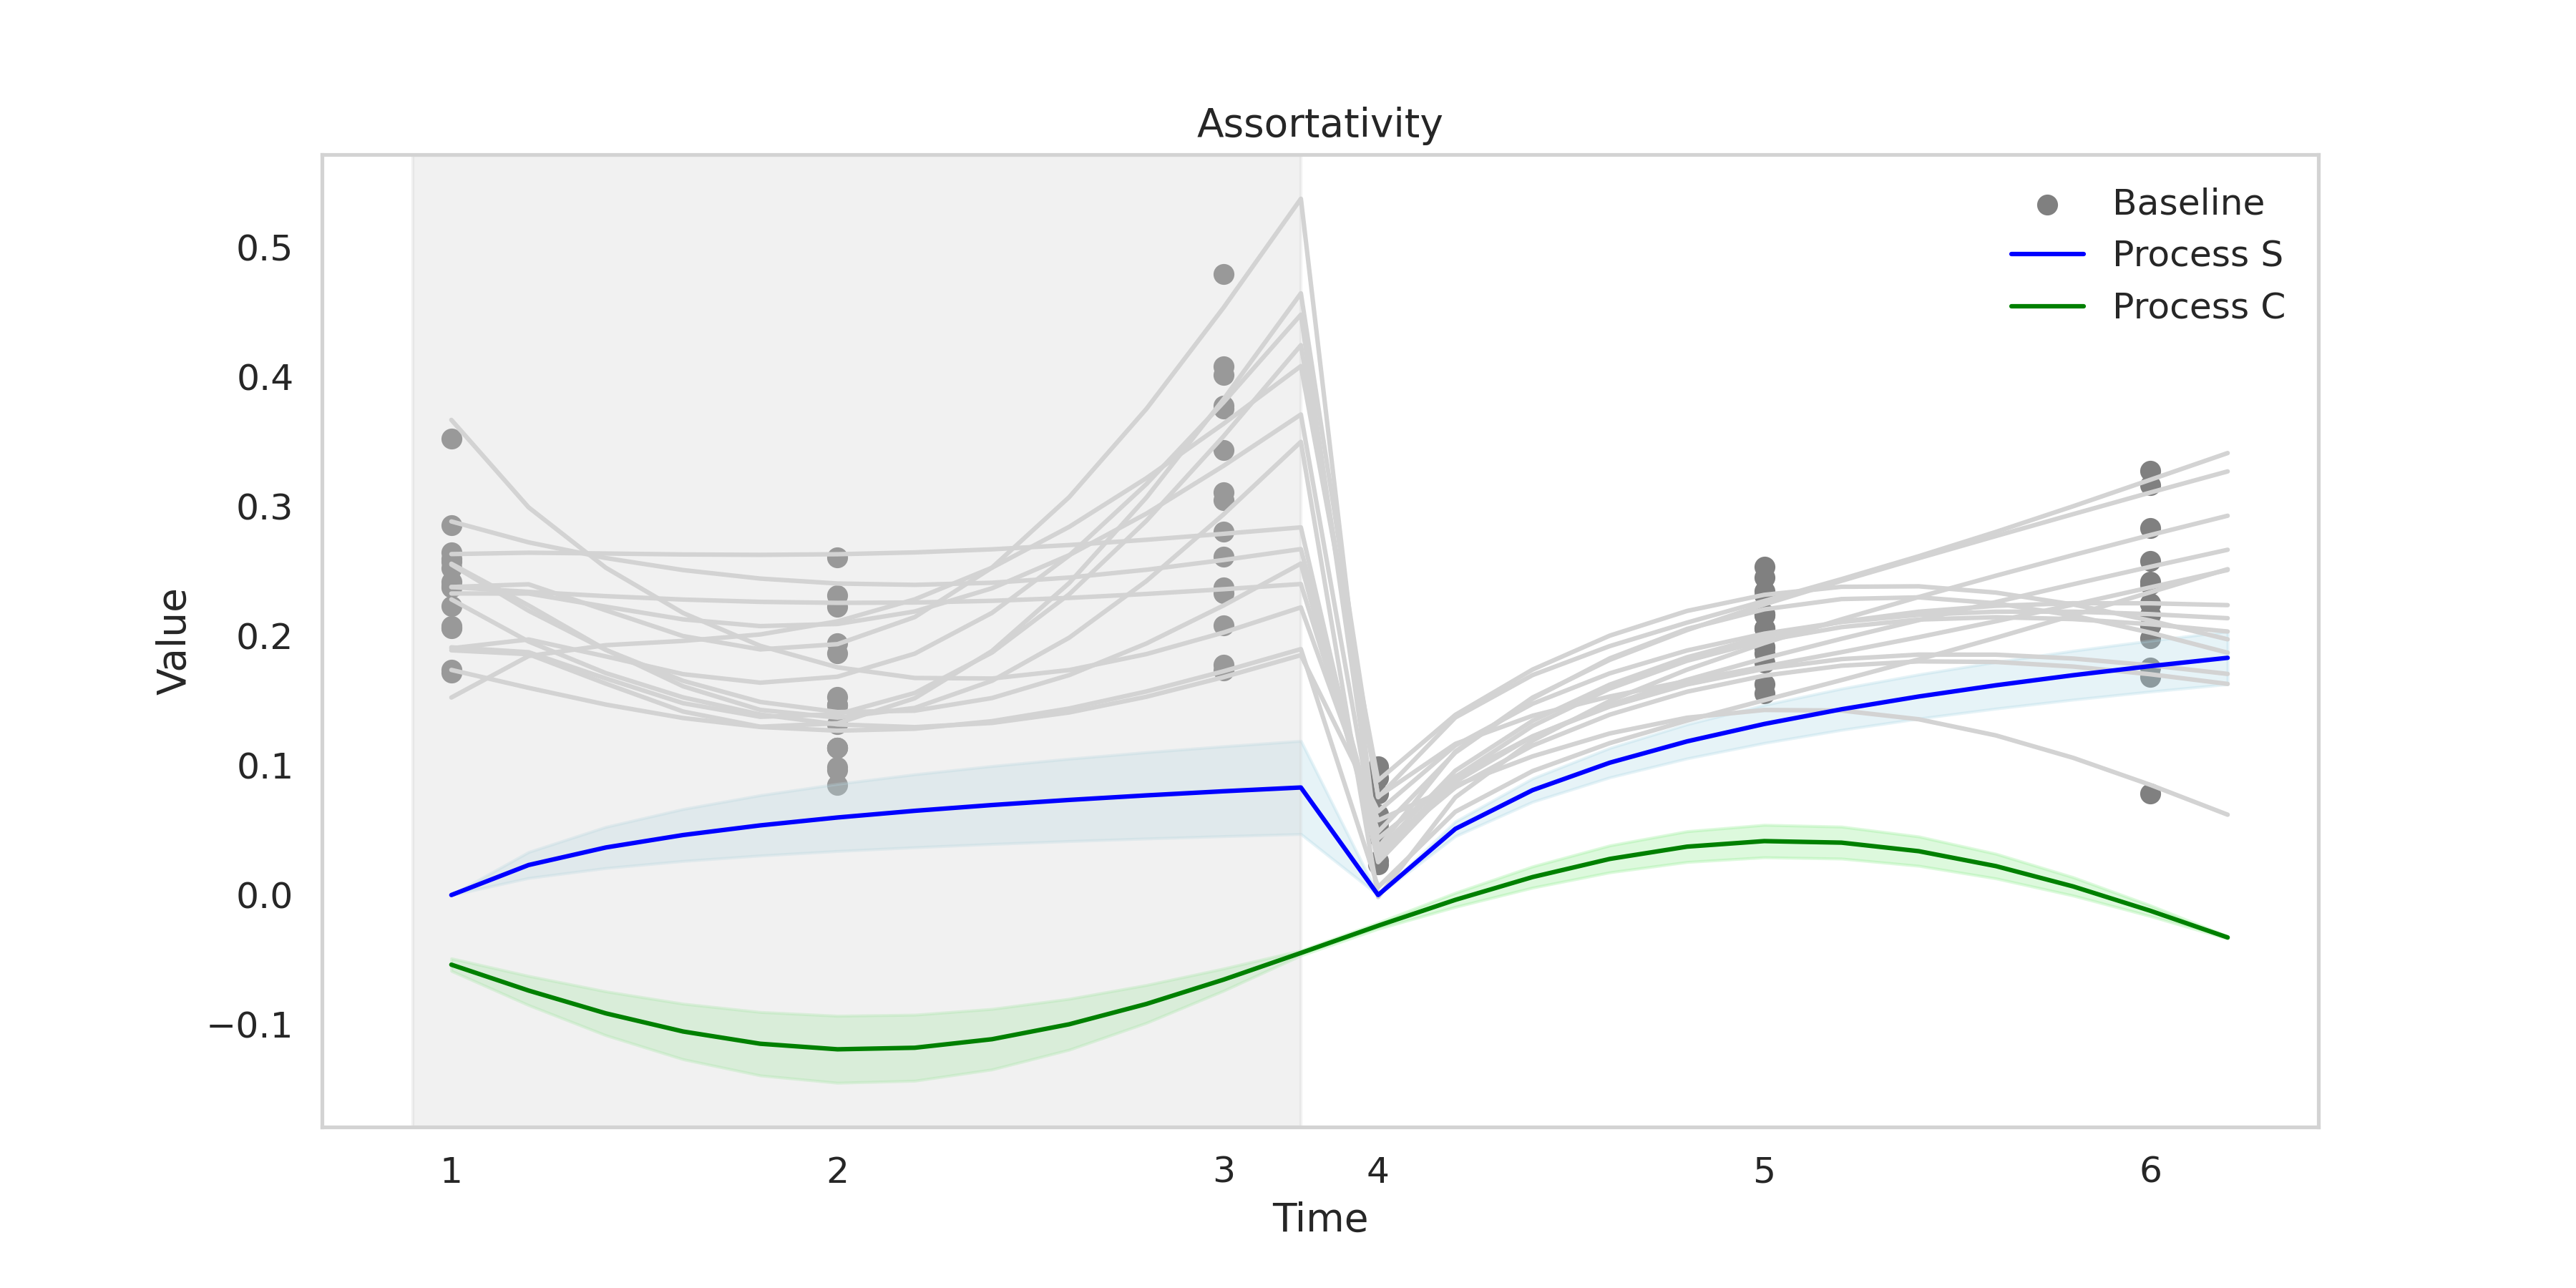 Assortativity
Baseline
Process S
Process C
Value
0.5
0.4
0.3
0.2
0.1
0.0
−0.1
1 2 3 4 5 6
Time